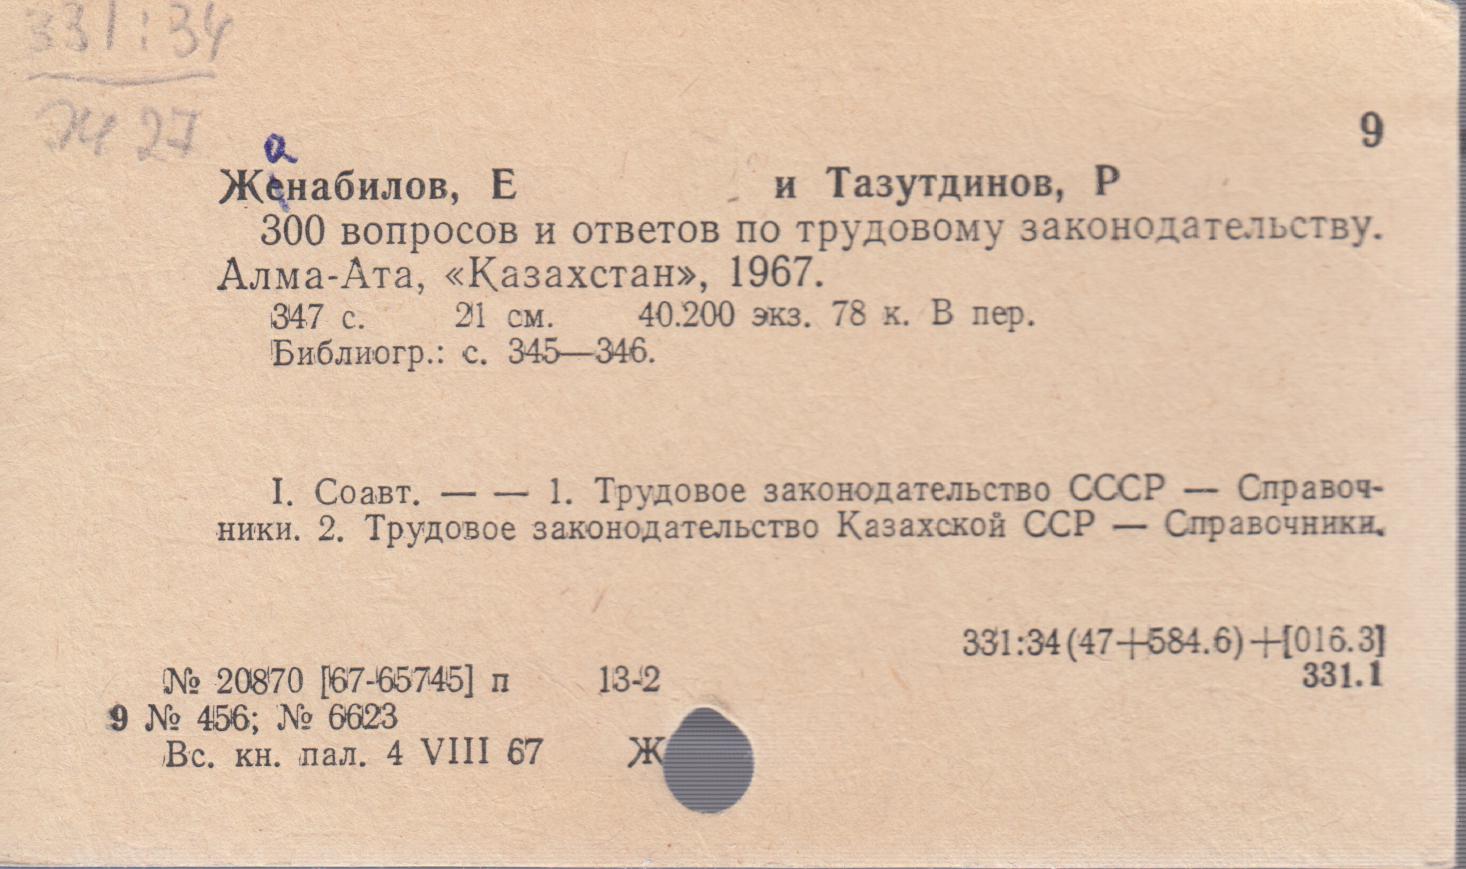 331:34
Ж 27
9
а
Женабилов, Е и Тазутдинов, Р
300 вопросов и ответов по трудовому законодательству.
Алма-Ата, «Казахстан», 1967.
347 с. 21 см. 40.200 экз. 78 к. В пер.
Библиогр.: с. 345—346.
I. Соавт. — — 1. Трудовое законодательство СССР — Справоч-
ники. 2. Трудовое законодательство Казахской ССР — Справочники.
331:34(47+584.6)+[016.3]
331.1
№ 20870 [67-65745] п 13-2
9 № 456; № 6623
Вс. кн. пал. 4 VIII 67 Ж